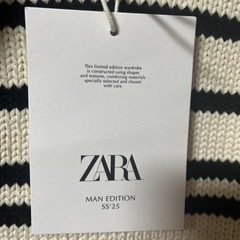 This limited edition wardrobe
is constructed using shapes
and textures, combining materials
specially selected and chosen
with care.
ZARA
MAN EDITION
SS'25